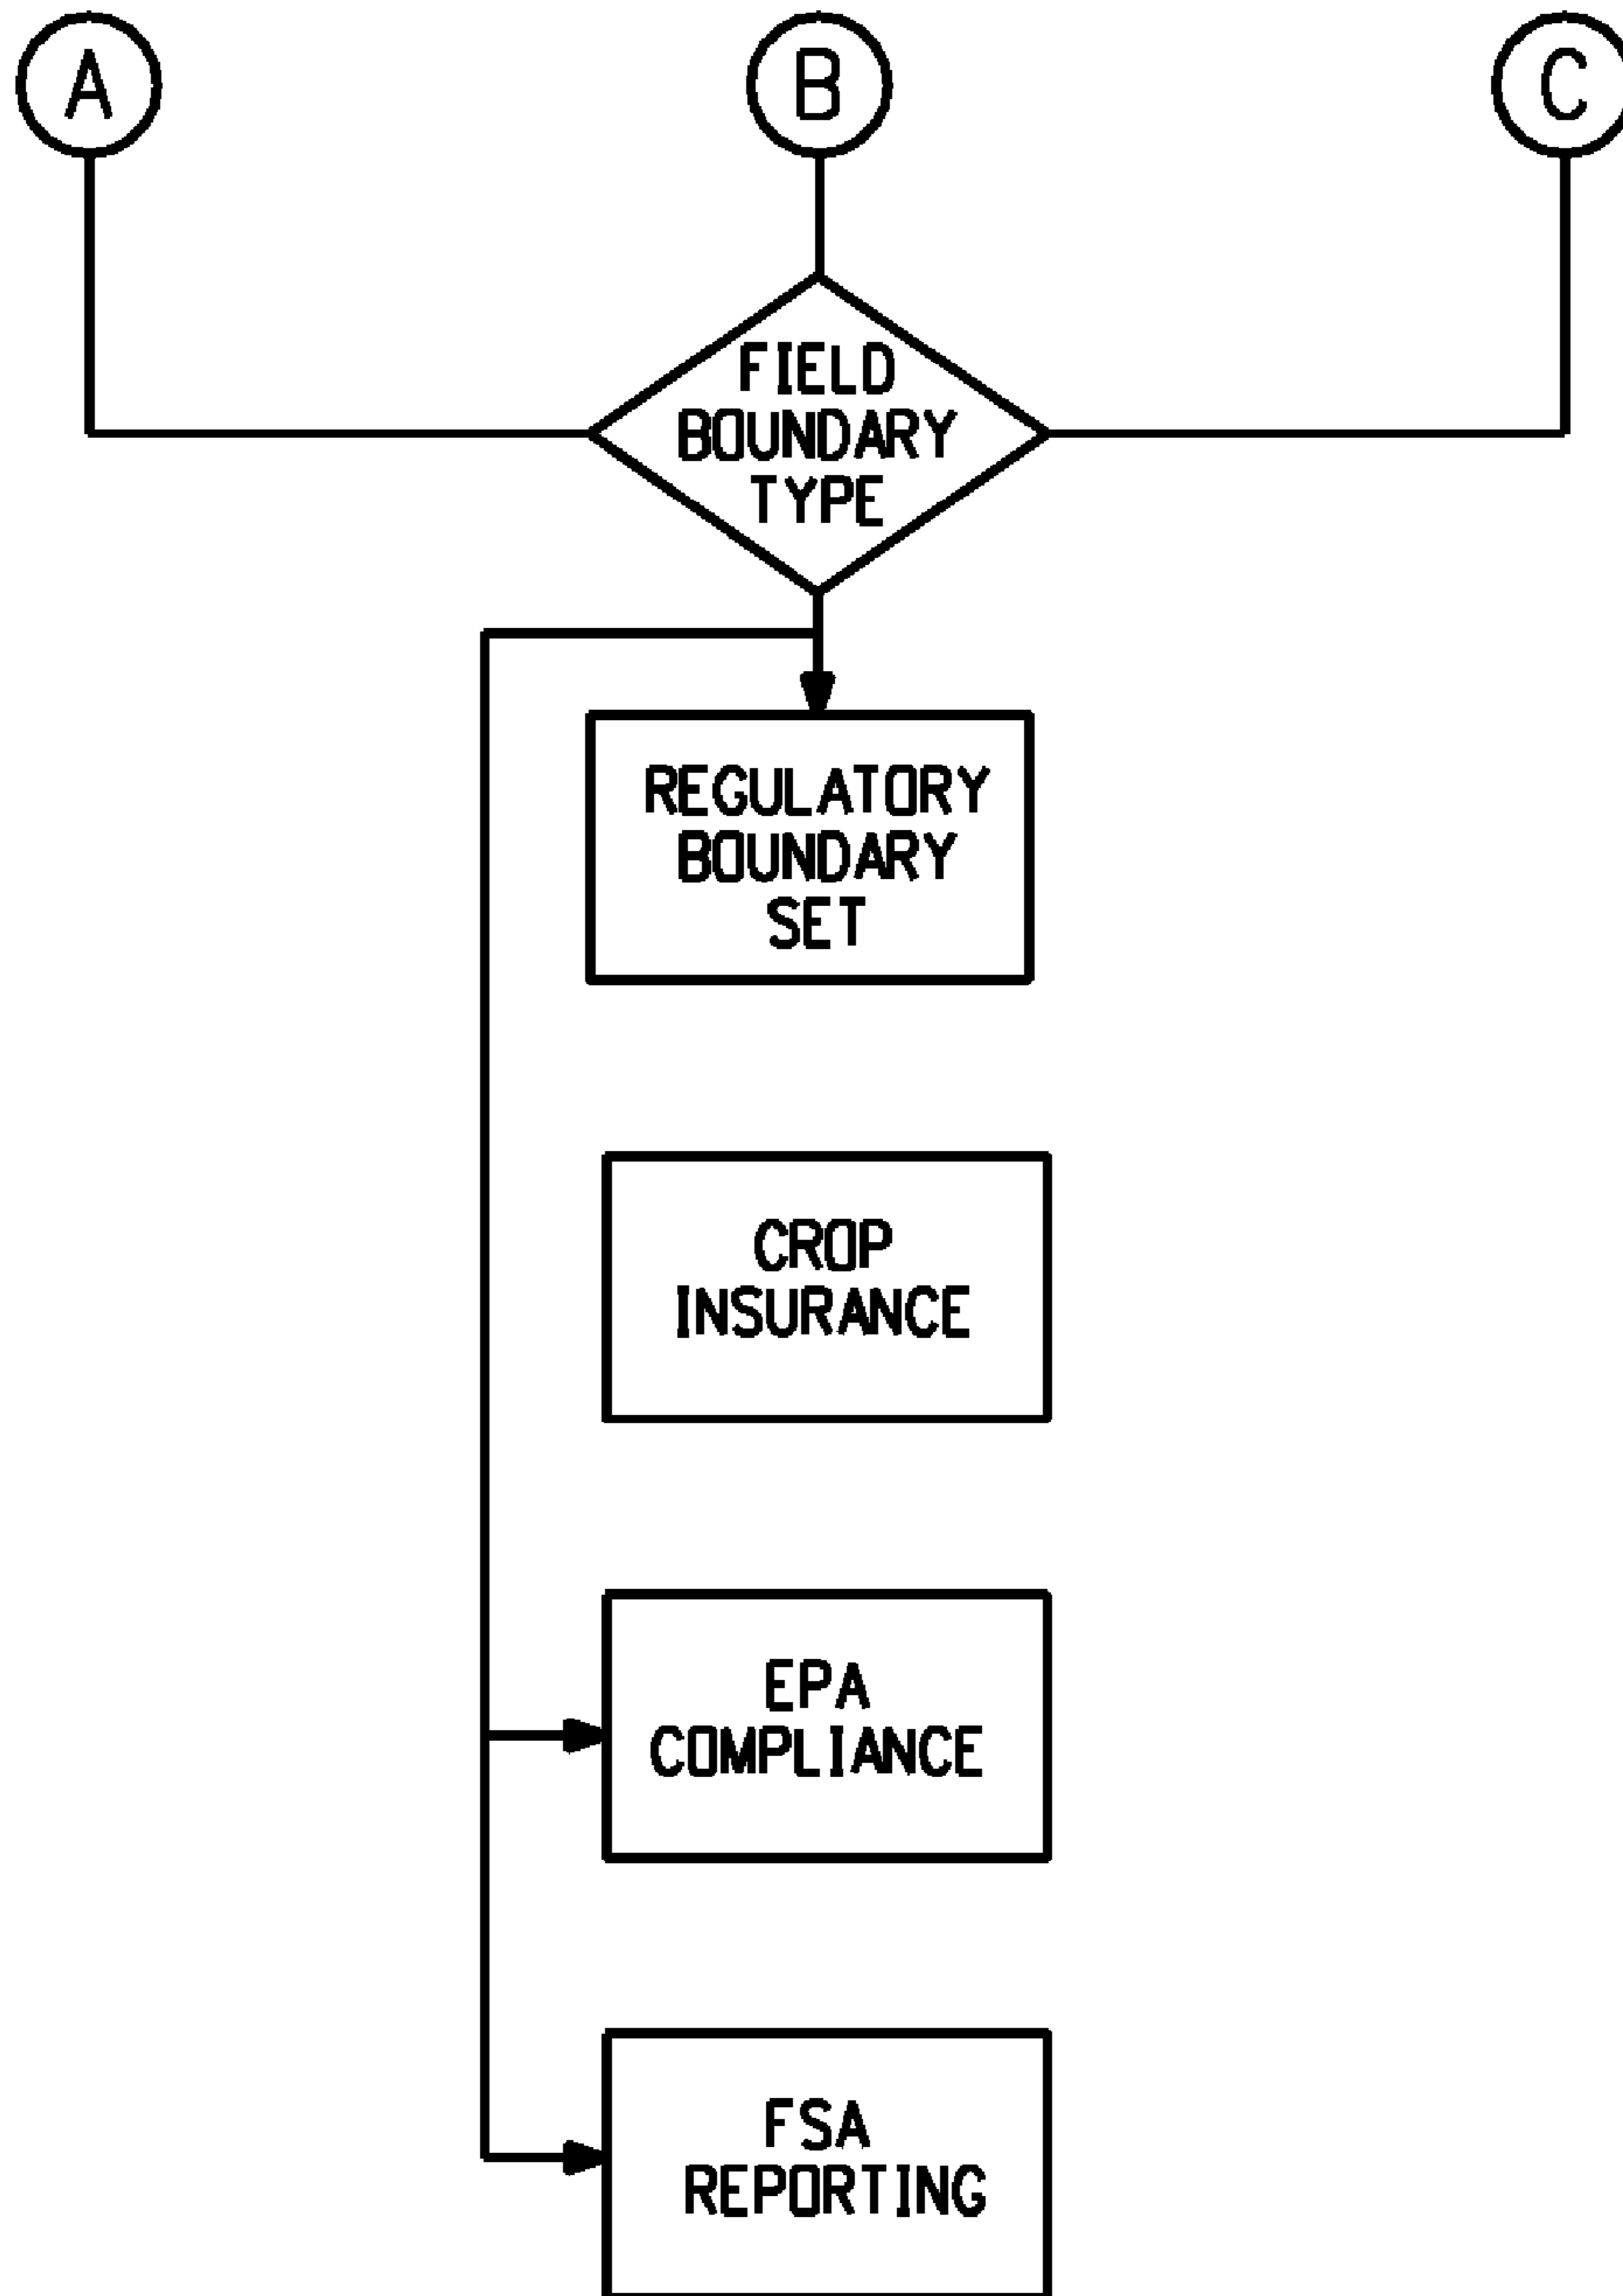 A
B
C
FIELD
BOUNDARY
TYPE
REGULATORY
BOUNDARY
SET
CROP
INSURANCE
EPA
COMPLIANCE
FSA
REPORTING